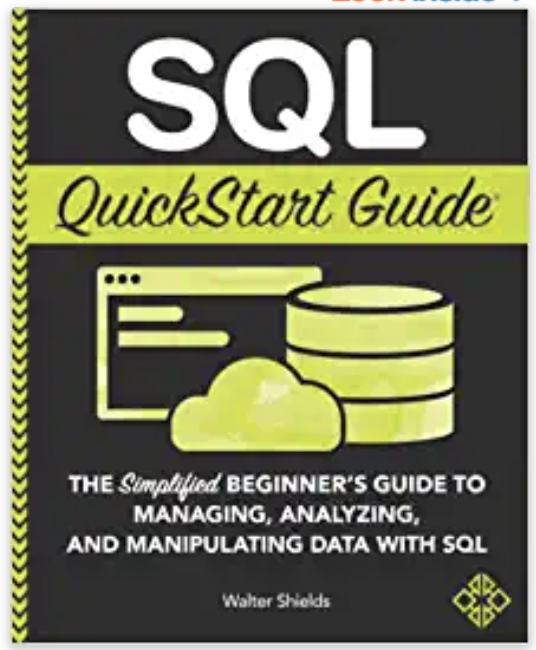 SQL
QuickStart Guide
THE Simplified BEGINNER'S GUIDE TO
MANAGING, ANALYZING,
AND MANIPULATING DATA WITH SQL
Walter Shields